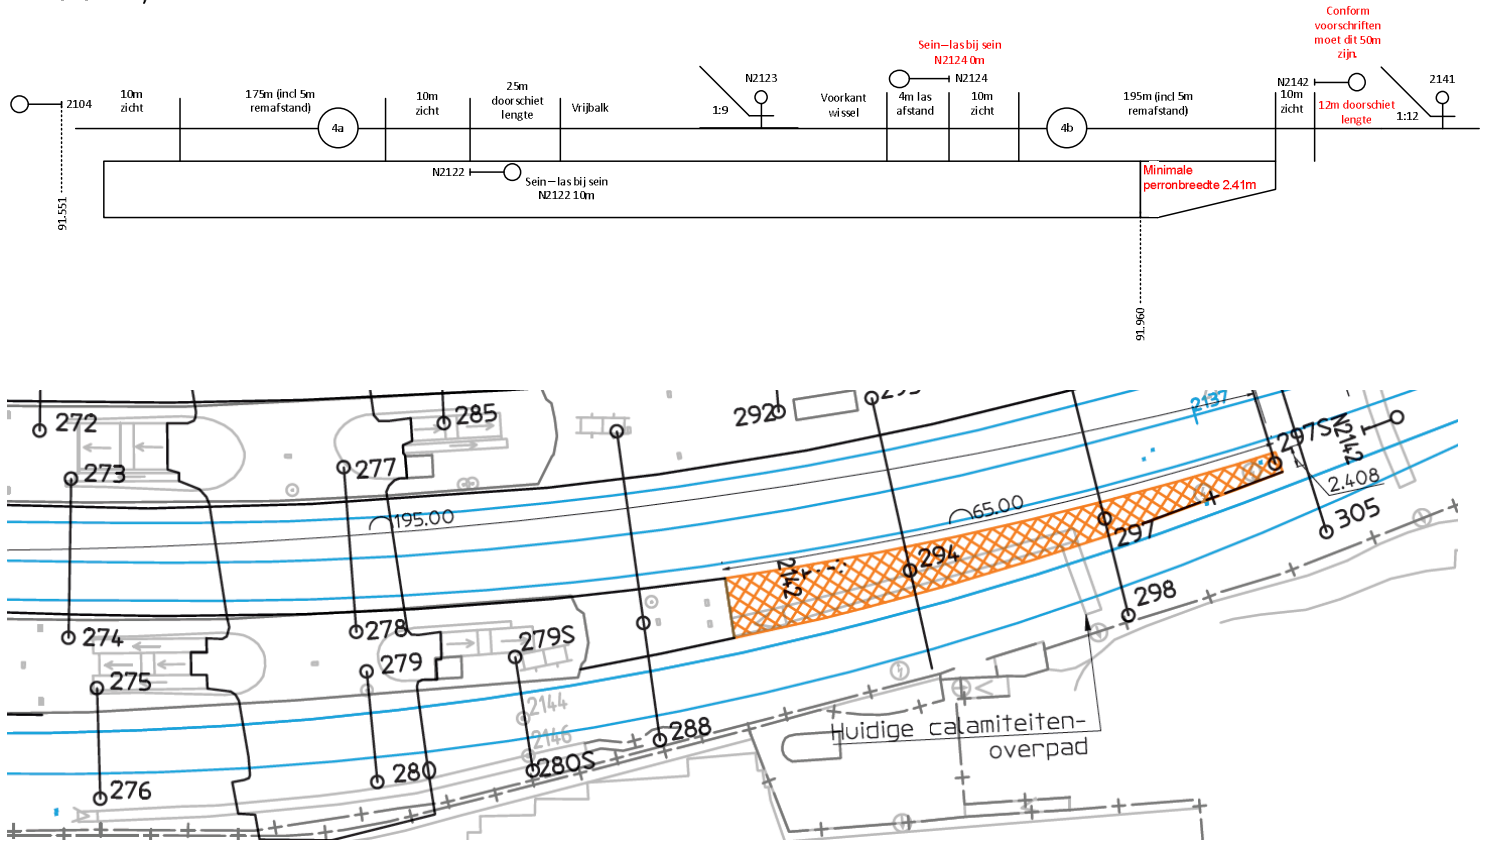 Conform
voorschriften
moet dit 50m
zijn.
Sein–las bij sein
N2124 0m
2104
10m
zicht
175m (incl 5m
remafstand)
4a
10m
zicht
25m
doorschiet
lengte
Vrijbalk
1:9
N2123
Voorkant
wissel
N2124
4m las
afstand
10m
zicht
4b
195m (incl 5m
remafstand)
N2142
10m
zicht
12m doorschiet
lengte
1:12
2141
N2122
Sein–las bij sein
N2122 10m
Minimale
perronbreedte 2.41m
91.551
91.960
272
285
292
2137
273
277
297S
N2142
2.408
195.00
65.00
305
297
294
2142
274
278
279S
298
275
279
2144
2146
288
280S
276
280
Huidige calamiteiten-
overpad